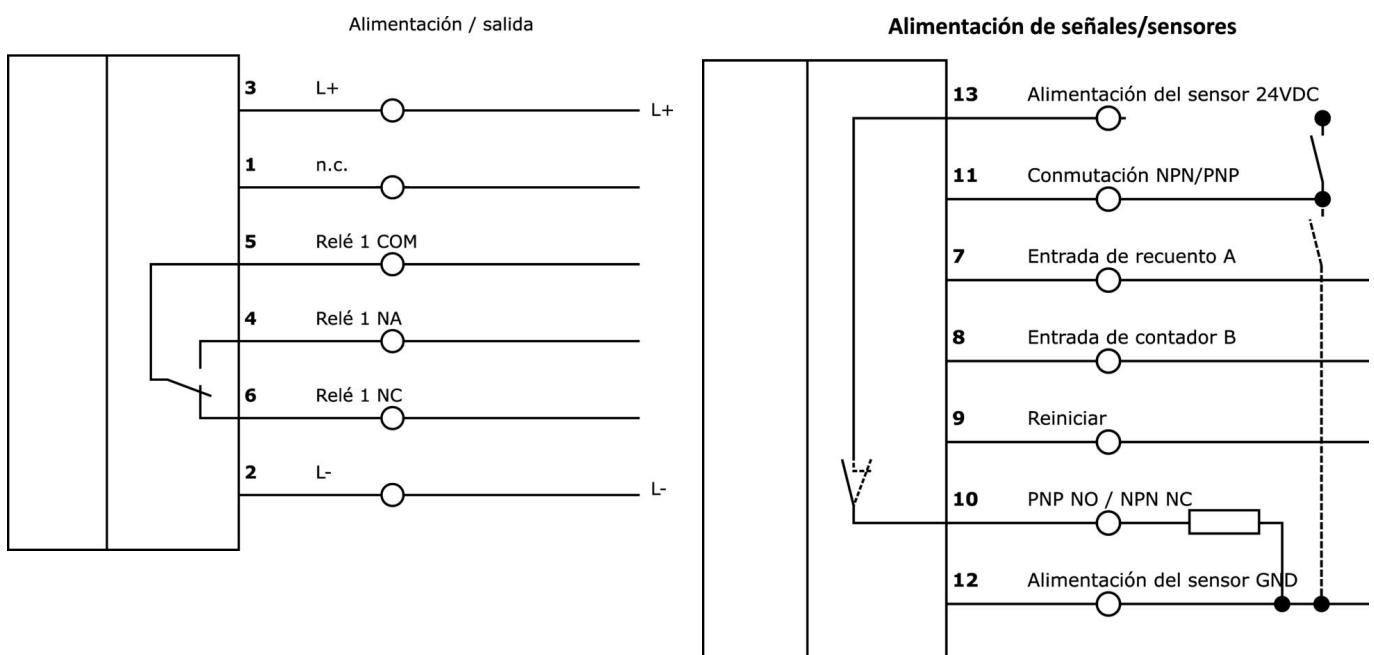 Alimentación / salida
3 L+
L+
1 n.c.
5 Relé 1 COM
4 Relé 1 NA
6 Relé 1 NC
2 L-
L-
Alimentación de señales/sensores
13 Alimentación del sensor 24VDC
11 Conmutación NPN/PNP
7 Entrada de recuento A
8 Entrada de contador B
9 Reiniciar
10 PNP NO / NPN NC
12 Alimentación del sensor GND